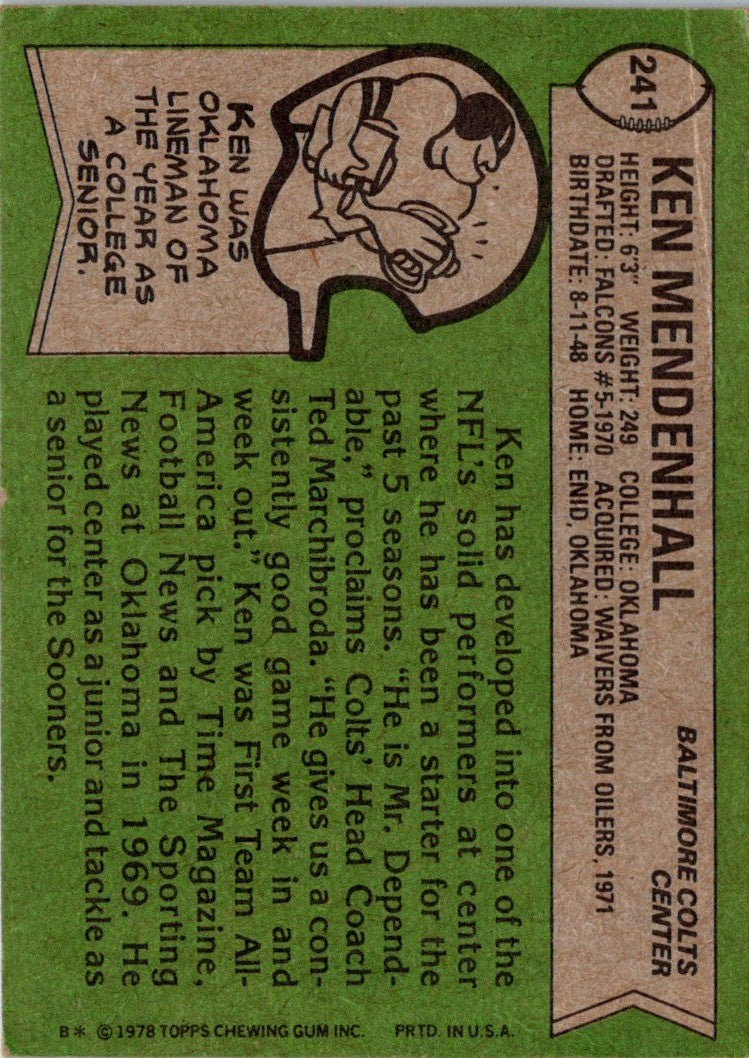 241
KEN MENDENHALL
BALTIMORE COLTS
CENTER
HEIGHT: 6'3" WEIGHT: 249 COLLEGE: OKLAHOMA
DRAFTED: FALCONS #5-1970 ACQUIRED: WAIVERS FROM OILERS, 1971
BIRTHDATE: 8-11-48 HOME: ENID, OKLAHOMA
KEN WAS
OKLAHOMA
LINEMAN OF
THE YEAR AS
A COLLEGE
SENIOR.
Ken has developed into one of the
NFL's solid performers at center
where he has been a starter for the
past 5 seasons. "He is Mr. Depend-
able," proclaims Colts' Head Coach
Ted Marchibroda. "He gives us a con-
sistently good game week in and
week out." Ken was First Team All-
America pick by Time Magazine,
Football News and The Sporting
News at Oklahoma in 1969. He
played center as a junior and tackle as
a senior for the Sooners.
B* © 1978 TOPPS CHEWING GUM INC. PRTD. IN U.S.A.